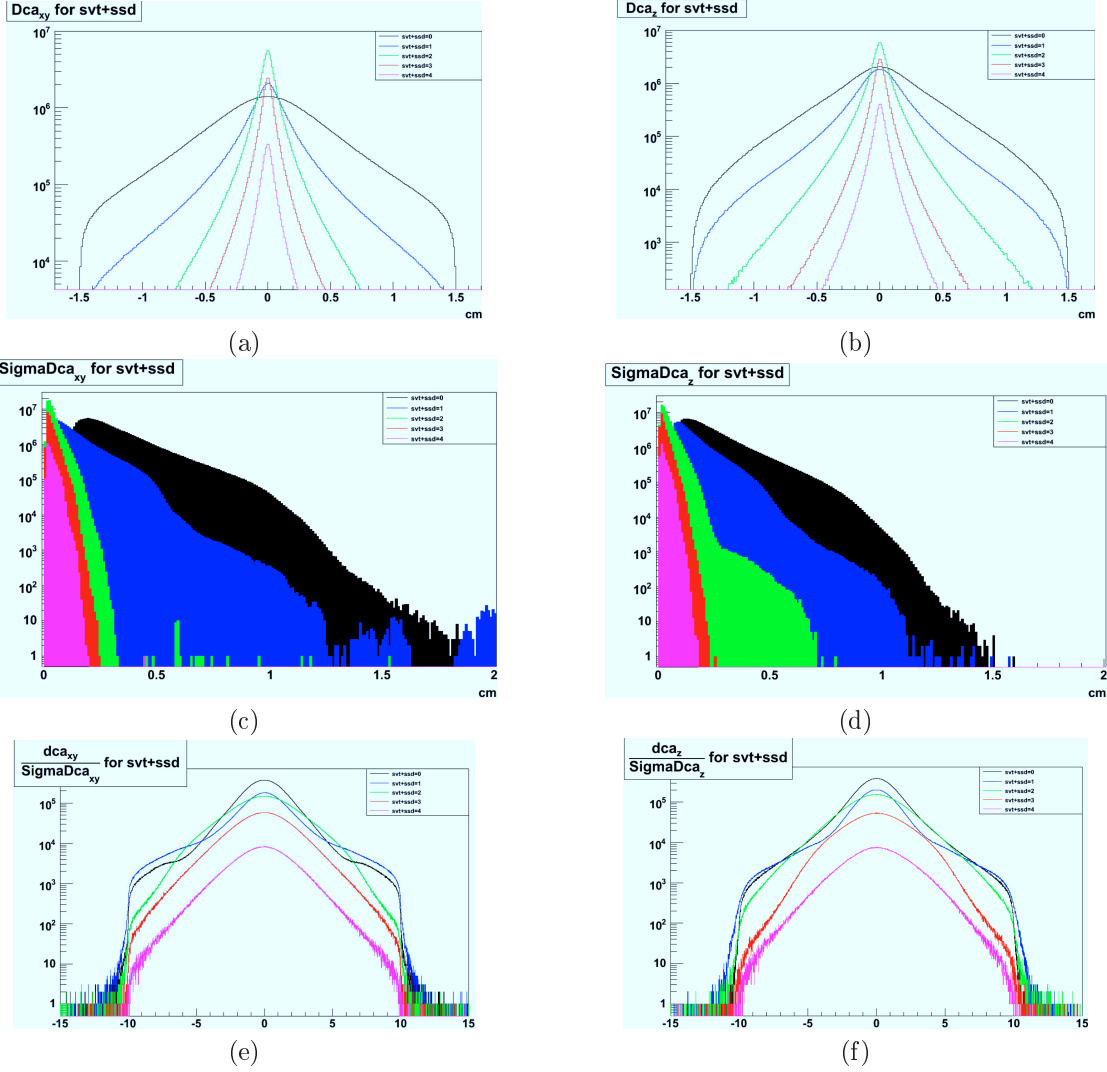 Dca_xy for svt+ssd
svt+ssd=0
svt+ssd=1
svt+ssd=2
svt+ssd=3
svt+ssd=4
10^7
10^6
10^5
10^4
-1.5 -1 -0.5 0 0.5 1 1.5
cm
(a)
Dca_z for svt+ssd
svt+ssd=0
svt+ssd=1
svt+ssd=2
svt+ssd=3
svt+ssd=4
10^7
10^6
10^5
10^4
10^3
-1.5 -1 -0.5 0 0.5 1 1.5
cm
(b)
SigmaDca_xy for svt+ssd
svt+ssd=0
svt+ssd=1
svt+ssd=2
svt+ssd=3
svt+ssd=4
10^7
10^6
10^5
10^4
10^3
10^2
10
1
0 0.5 1 1.5 2
cm
(c)
SigmaDca_z for svt+ssd
svt+ssd=0
svt+ssd=1
svt+ssd=2
svt+ssd=3
svt+ssd=4
10^7
10^6
10^5
10^4
10^3
10^2
10
1
0 0.5 1 1.5 2
cm
(d)
dca_xy
SigmaDca_xy for svt+ssd
svt+ssd=0
svt+ssd=1
svt+ssd=2
svt+ssd=3
svt+ssd=4
10^5
10^4
10^3
10^2
10
1
-15 -10 -5 0 5 10 15
(e)
dca_z
SigmaDca_z for svt+ssd
svt+ssd=0
svt+ssd=1
svt+ssd=2
svt+ssd=3
svt+ssd=4
10^5
10^4
10^3
10^2
10
1
-15 -10 -5 0 5 10 15
(f)